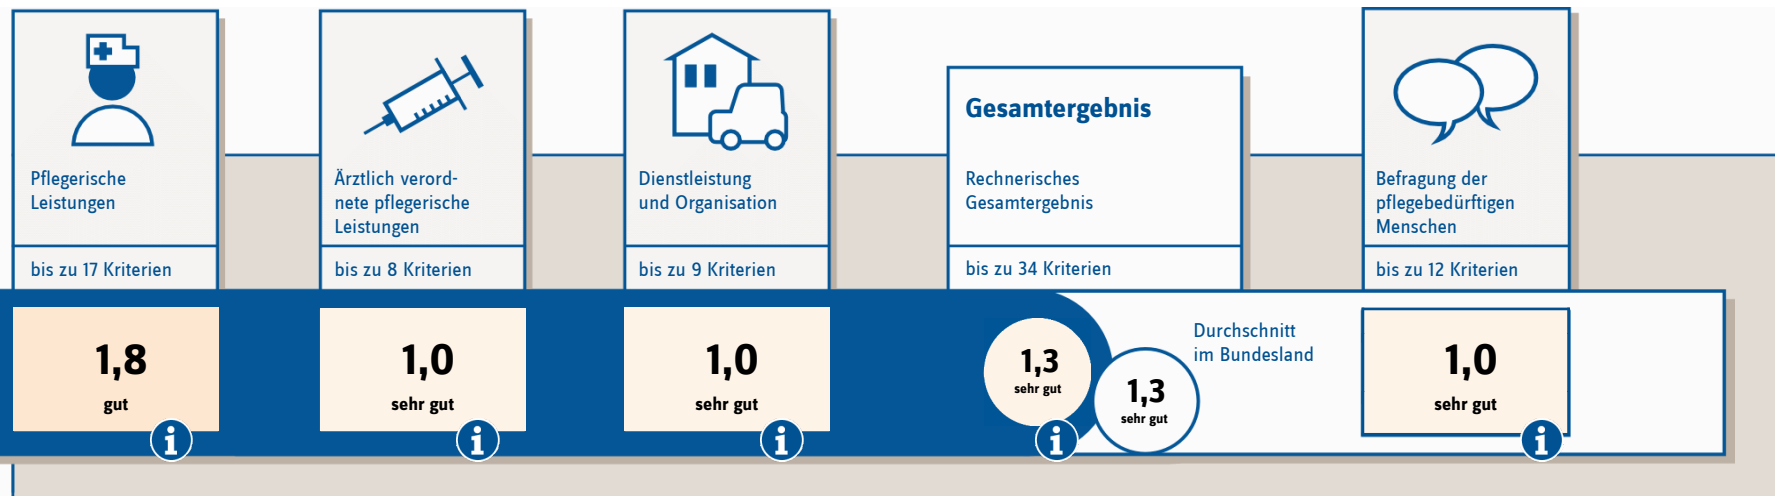 Pflegerische
Leistungen
bis zu 17 Kriterien
1,8
gut
i
Ärztlich verord-
nete pflegerische
Leistungen
bis zu 8 Kriterien
1,0
sehr gut
i
Dienstleistung
und Organisation
bis zu 9 Kriterien
1,0
sehr gut
i
Gesamtergebnis
Rechnerisches
Gesamtergebnis
bis zu 34 Kriterien
1,3
sehr gut
i
1,3
sehr gut
Durchschnitt
im Bundesland
Befragung der
pflegebedürftigen
Menschen
bis zu 12 Kriterien
1,0
sehr gut
i